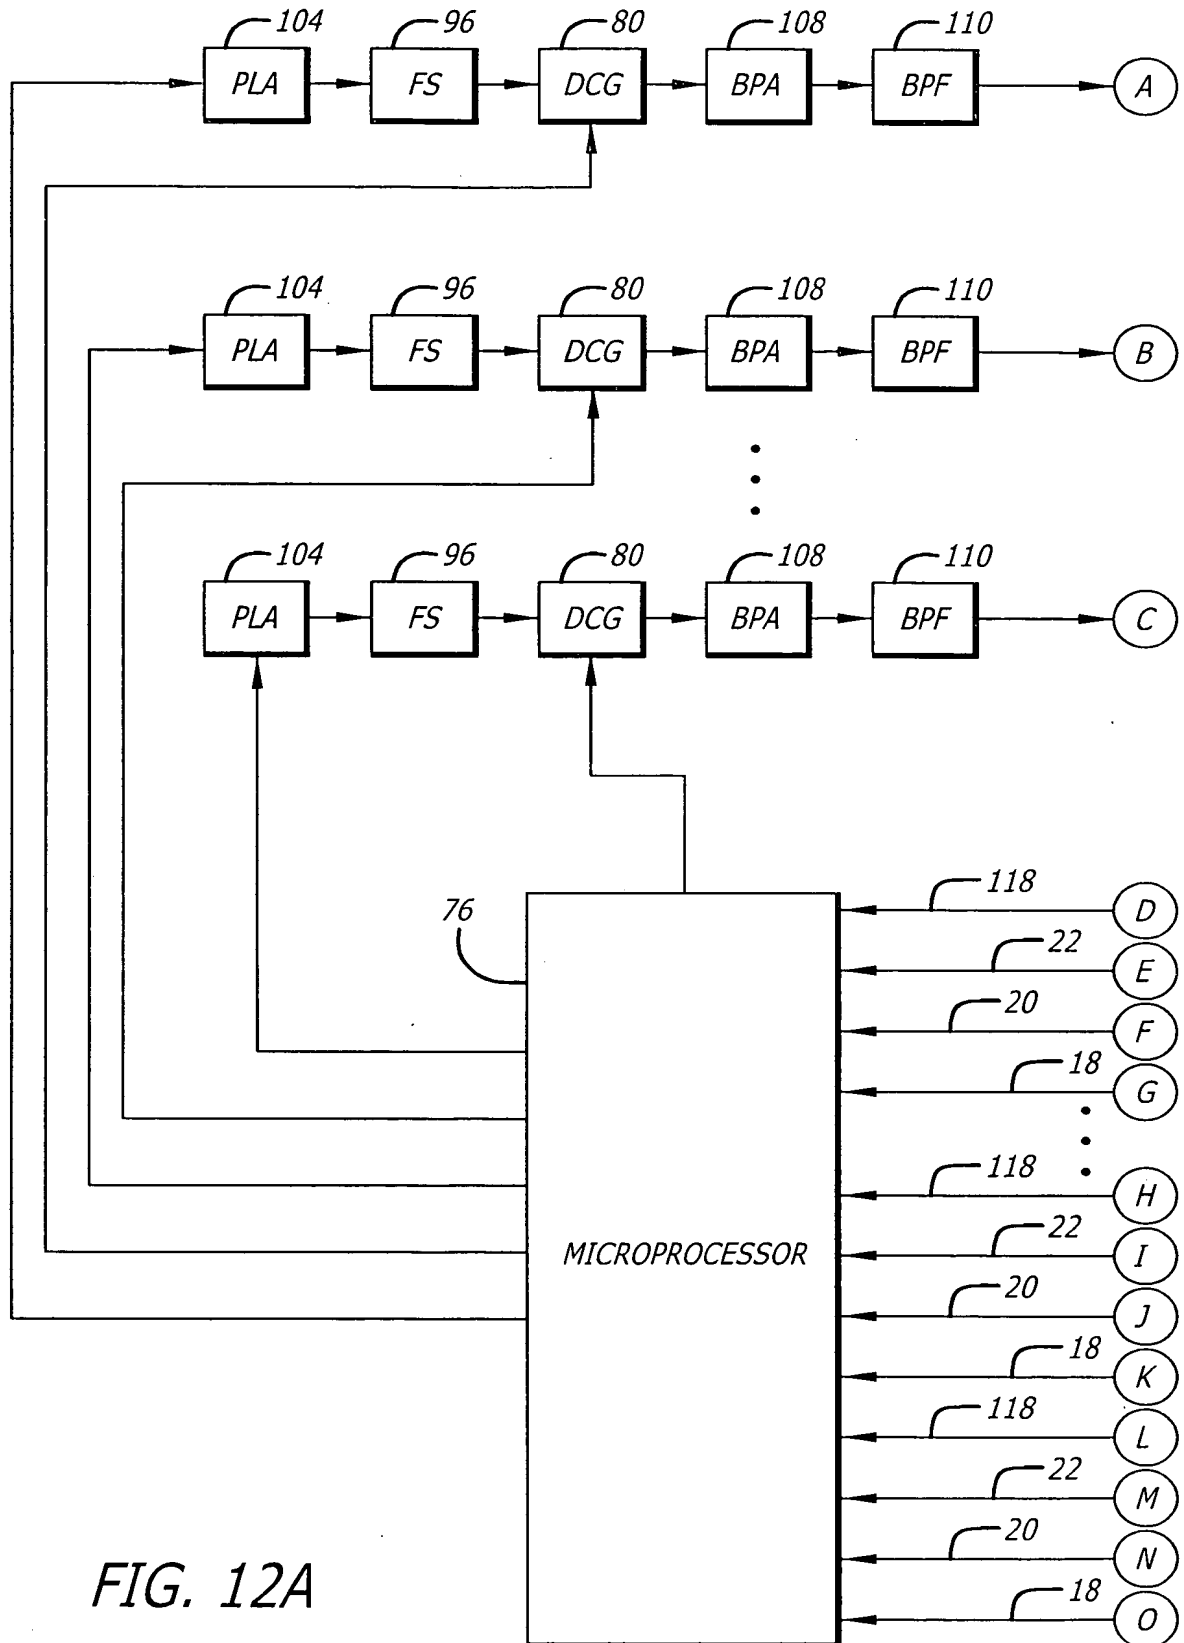 104 96 80 108 110
PLA FS DCG BPA BPF A
104 96 80 108 110
PLA FS DCG BPA BPF B
104 96 80 108 110
PLA FS DCG BPA BPF C
118 D
76
22 E
20 F
18 G
118 H
MICROPROCESSOR
22 I
20 J
18 K
118 L
22 M
20 N
18 O
FIG. 12A